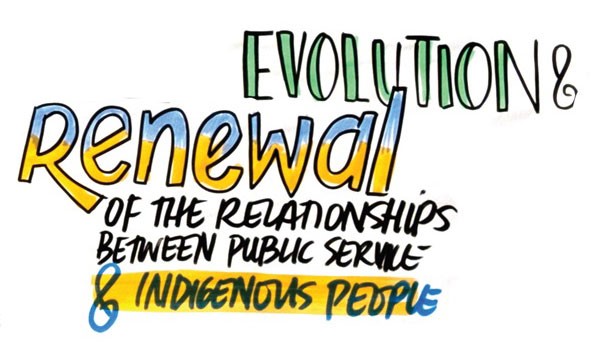 EVOLUTION &
Renewal
OF THE RELATIONSHIPS
BETWEEN PUBLIC SERVICE
& INDIGENOUS PEOPLE